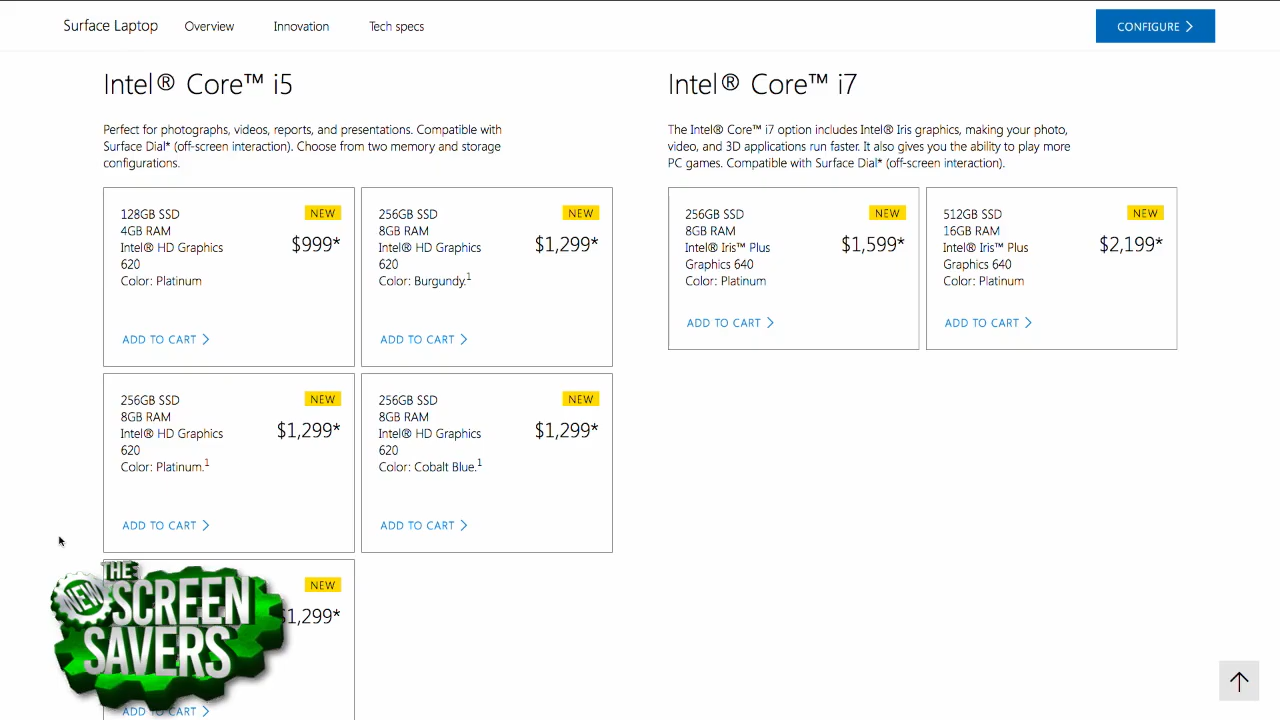 Surface Laptop
Overview
Innovation
Tech specs
CONFIGURE
Intel® Core™ i5
Perfect for photographs, videos, reports, and presentations. Compatible with
Surface Dial* (off-screen interaction). Choose from two memory and storage
configurations.
128GB SSD
NEW
4GB RAM
$999*
Intel® HD Graphics
620
Color: Platinum
ADD TO CART
256GB SSD
NEW
8GB RAM
$1,299*
Intel® HD Graphics
620
Color: Burgundy.1
ADD TO CART
256GB SSD
NEW
8GB RAM
$1,299*
Intel® HD Graphics
620
Color: Platinum.1
ADD TO CART
256GB SSD
NEW
8GB RAM
$1,299*
Intel® HD Graphics
620
Color: Cobalt Blue.1
ADD TO CART
NEW
$1,299*
ADD TO CART
Intel® Core™ i7
The Intel® Core™ i7 option includes Intel® Iris graphics, making your photo,
video, and 3D applications run faster. It also gives you the ability to play more
PC games. Compatible with Surface Dial* (off-screen interaction).
256GB SSD
NEW
8GB RAM
$1,599*
Intel® Iris™ Plus
Graphics 640
Color: Platinum
ADD TO CART
512GB SSD
NEW
16GB RAM
$2,199*
Intel® Iris™ Plus
Graphics 640
Color: Platinum
ADD TO CART
THE
NEW
SCREEN
SAVERS